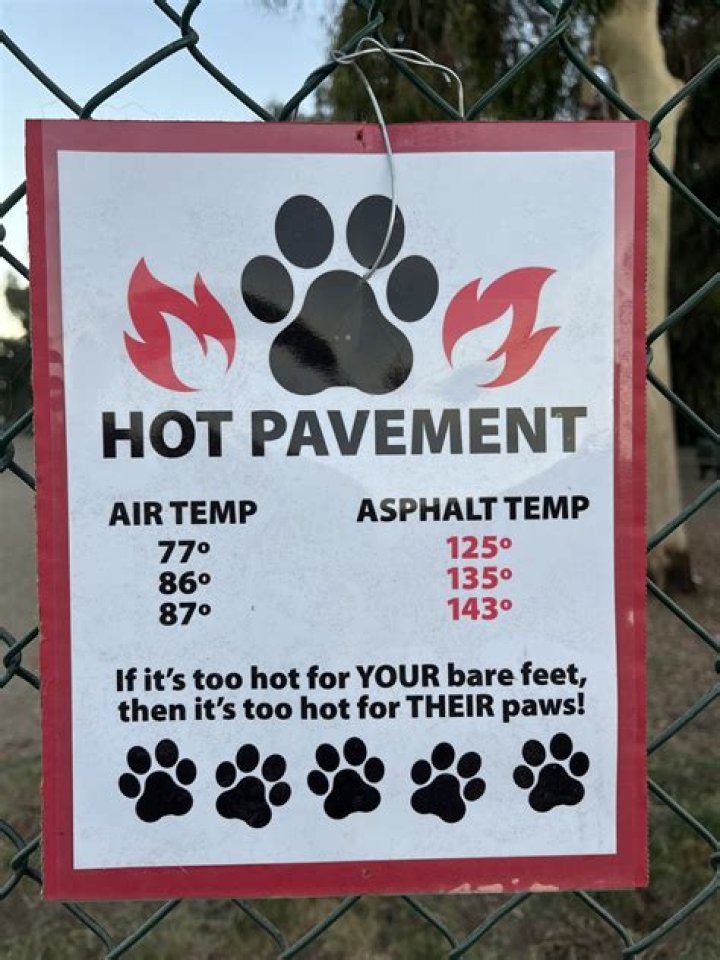 HOT PAVEMENT
AIR TEMP ASPHALT TEMP
77° 125°
86° 135°
87° 143°
If it's too hot for YOUR bare feet,
then it's too hot for THEIR paws!